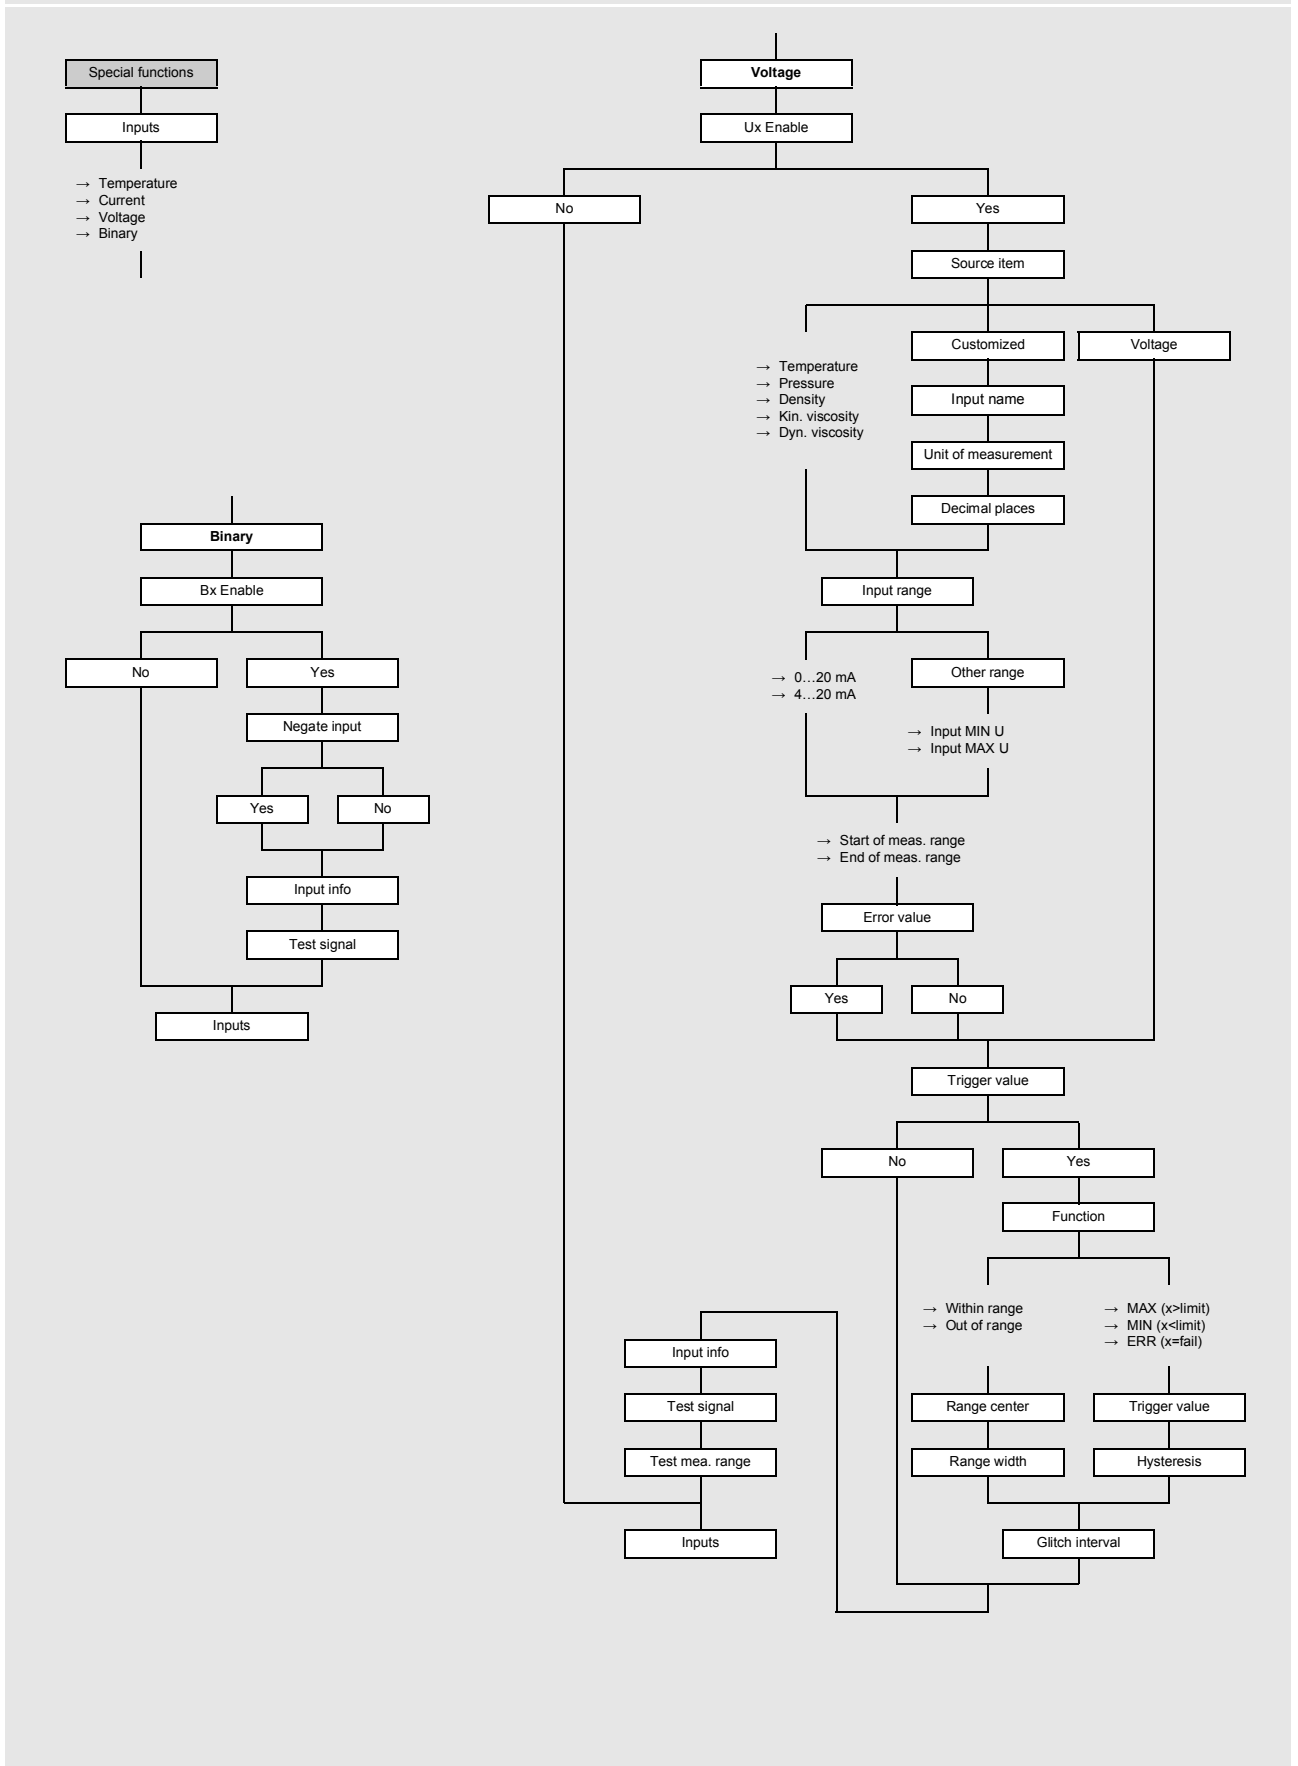 Special functions
Inputs
→ Temperature
→ Current
→ Voltage
→ Binary
Binary
Bx Enable
No
Yes
Negate input
Yes
No
Input info
Test signal
Inputs
Voltage
Ux Enable
No
Yes
Source item
Customized
Voltage
→ Temperature
→ Pressure
→ Density
→ Kin. viscosity
→ Dyn. viscosity
Input name
Unit of measurement
Decimal places
Input range
→ 0...20 mA
→ 4...20 mA
Other range
→ Input MIN U
→ Input MAX U
→ Start of meas. range
→ End of meas. range
Error value
Yes
No
Trigger value
No
Yes
Function
→ Within range
→ Out of range
→ MAX (x>limit)
→ MIN (x<limit)
→ ERR (x=fail)
Range center
Trigger value
Range width
Hysteresis
Glitch interval
Input info
Test signal
Test mea. range
Inputs